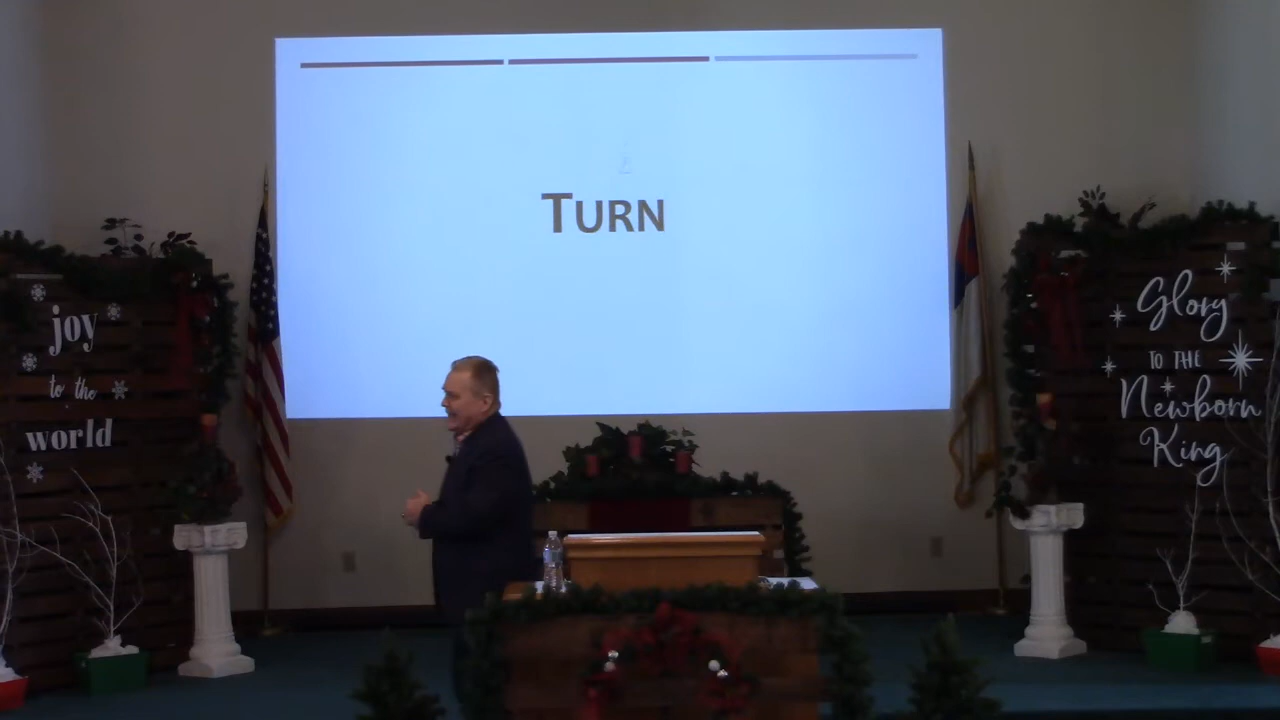 TURN
joy
to the
world
Glory
TO THE
Newborn
King